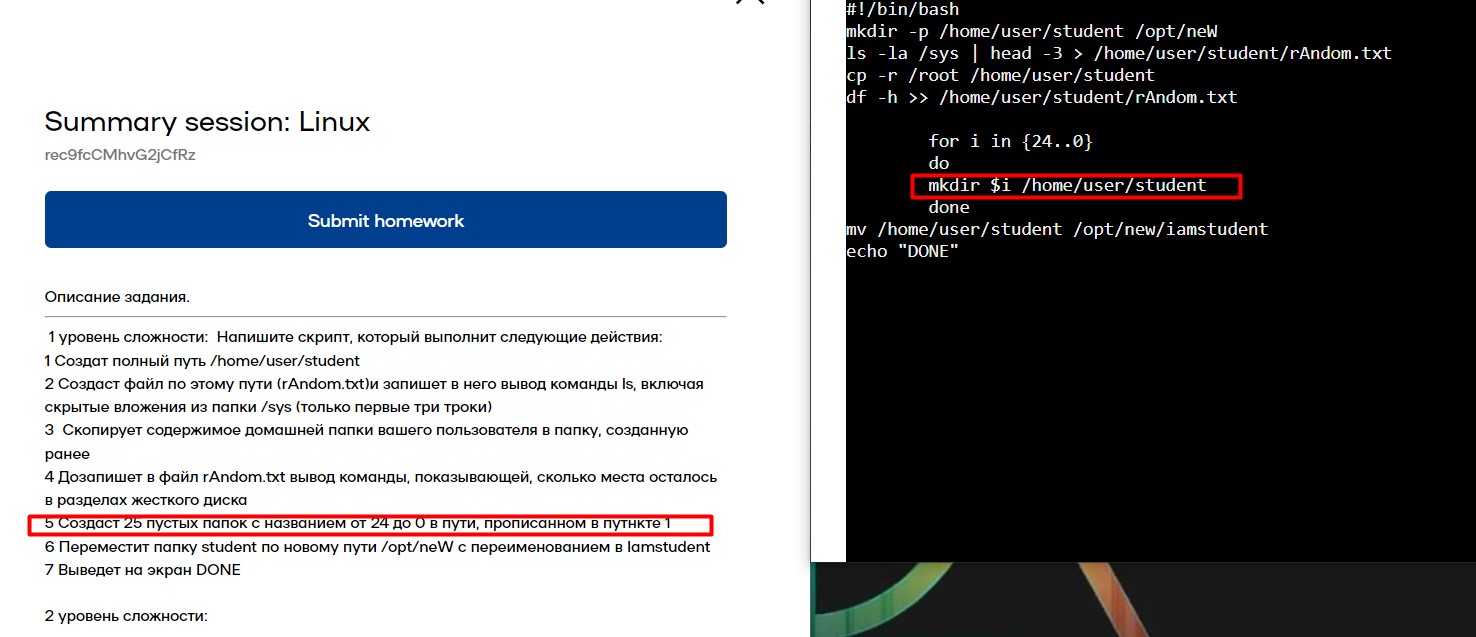 Summary session: Linux
rec9fcCMhvG2jCfRz
Submit homework
Описание задания.
1 уровень сложности: Напишите скрипт, который выполнит следующие действия:
1 Создат полный путь /home/user/student
2 Создаст файл по этому пути (rAndom.txt)и запишет в него вывод команды ls, включая
скрытые вложения из папки /sys (только первые три троки)
3 Скопирует содержимое домашней папки вашего пользователя в папку, созданную
ранее
4 Дозапишет в файл rAndom.txt вывод команды, показывающей, сколько места осталось
в разделах жесткого диска
5 Создаст 25 пустых папок с названием от 24 до 0 в пути, прописанном в путнкте 1
6 Переместит папку student по новому пути /opt/neW с переименованием в Iamstudent
7 Выведет на экран DONE
2 уровень сложности:
#!/bin/bash
mkdir -p /home/user/student /opt/neW
ls -la /sys | head -3 > /home/user/student/rAndom.txt
cp -r /root /home/user/student
df -h >> /home/user/student/rAndom.txt
for i in {24..0}
do
mkdir $i /home/user/student
done
mv /home/user/student /opt/new/iamstudent
echo "DONE"